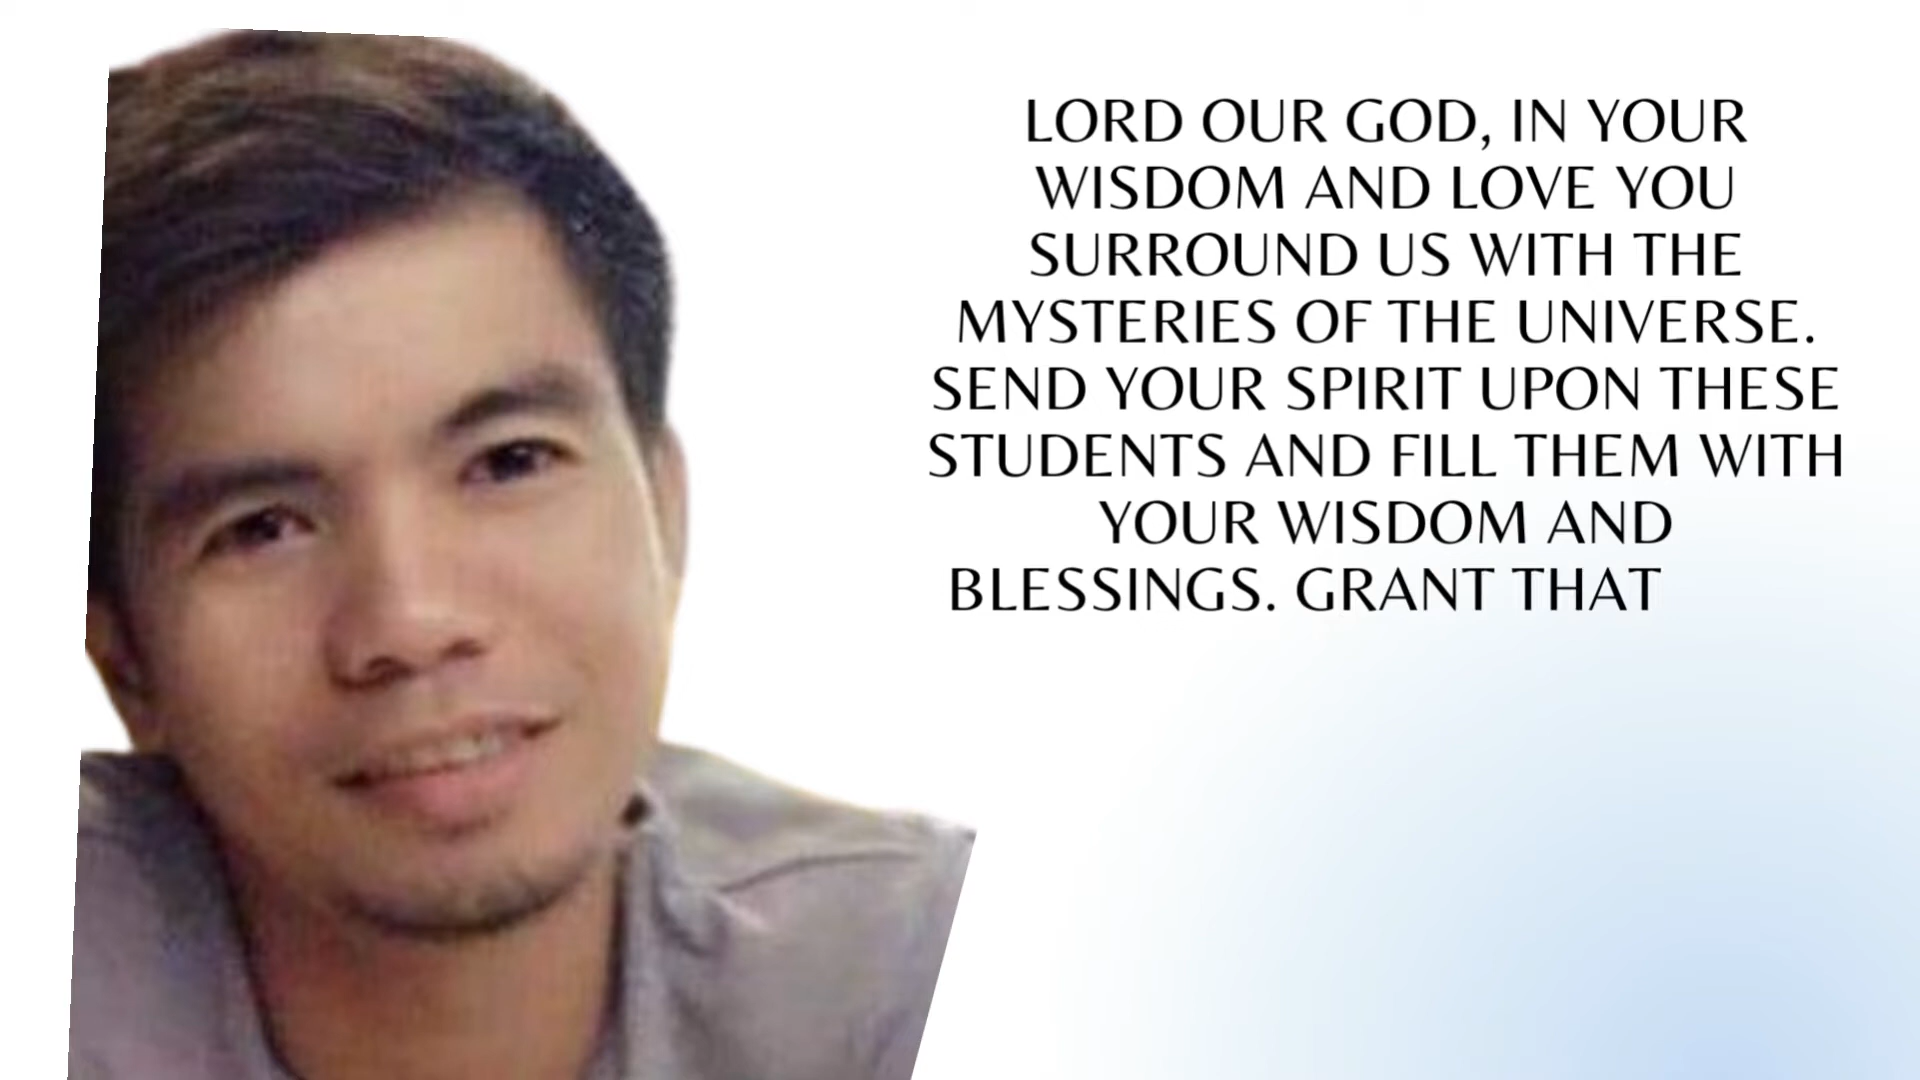 LORD OUR GOD, IN YOUR
WISDOM AND LOVE YOU
SURROUND US WITH THE
MYSTERIES OF THE UNIVERSE.
SEND YOUR SPIRIT UPON THESE
STUDENTS AND FILL THEM WITH
YOUR WISDOM AND
BLESSINGS. GRANT THAT